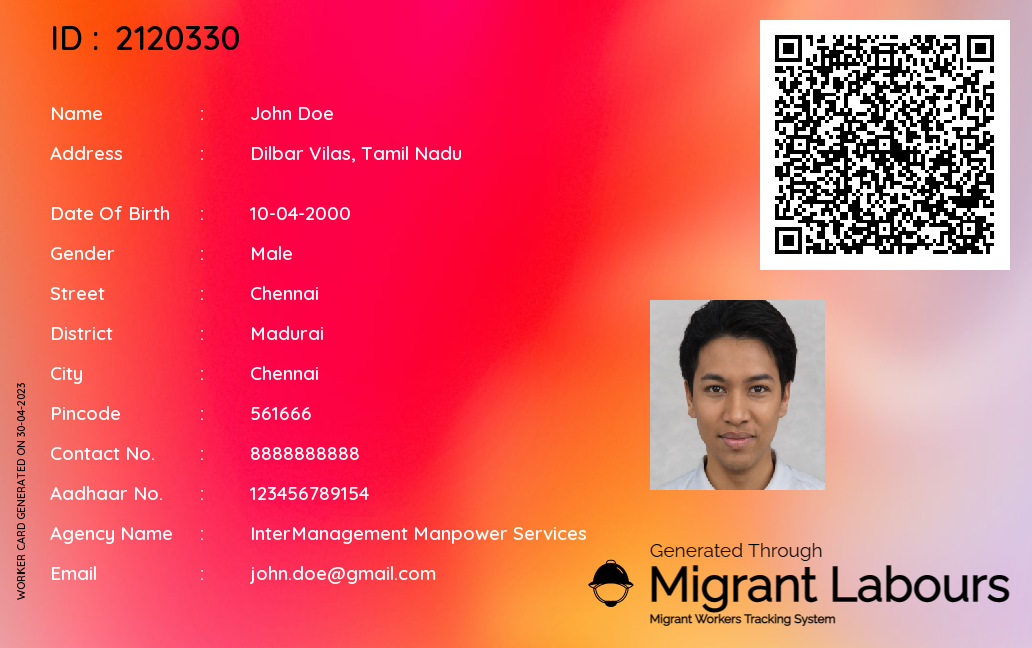 ID : 2120330
Name : John Doe
Address : Dilbar Vilas, Tamil Nadu
Date Of Birth : 10-04-2000
Gender : Male
Street : Chennai
District : Madurai
City : Chennai
Pincode : 561666
Contact No. : 8888888888
Aadhaar No. : 123456789154
Agency Name : InterManagement Manpower Services
Email : john.doe@gmail.com
WORKER CARD GENERATED ON 30-04-2023
Generated Through
Migrant Labours
Migrant Workers Tracking System